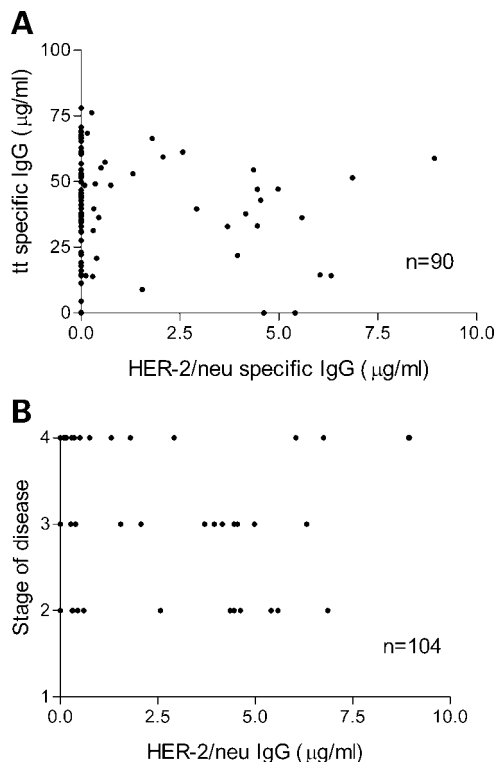 A
100
75
50
25
0
tt specific IgG (μg/ml)
n=90
0.0 2.5 5.0 7.5 10.0
HER-2/neu specific IgG (μg/ml)
B
4
3
2
1
Stage of disease
n=104
0.0 2.5 5.0 7.5 10.0
HER-2/neu IgG (μg/ml)